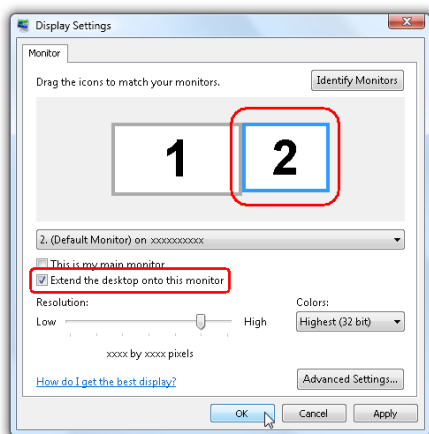 Display Settings
Monitor
Drag the icons to match your monitors.
Identify Monitors
1
2
2. (Default Monitor) on xxxxxxxxxx
This is my main monitor
Extend the desktop onto this monitor
Resolution:
Colors:
Low
High
Highest (32 bit)
xxxx by xxxx pixels
How do I get the best display?
Advanced Settings...
OK
Cancel
Apply